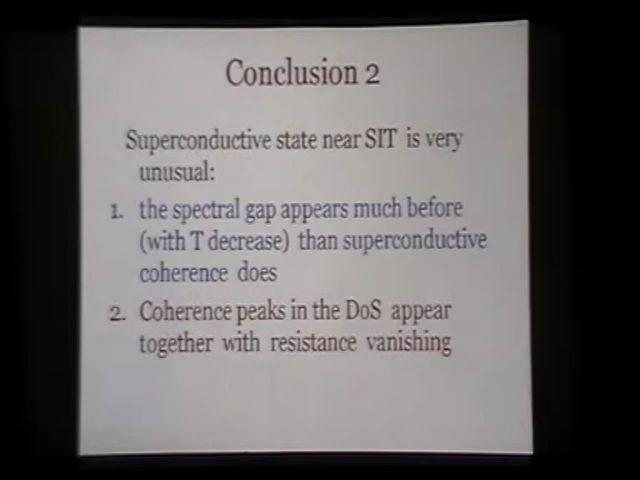 Conclusion 2
Superconductive state near SIT is very
unusual:
1. the spectral gap appears much before
(with T decrease) than superconductive
coherence does
2. Coherence peaks in the DoS appear
together with resistance vanishing